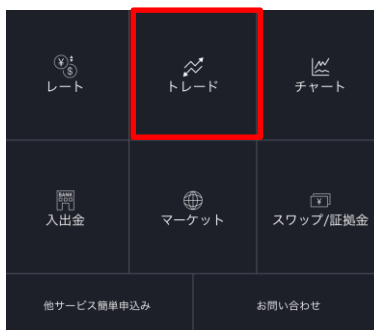 レート
トレード
チャート
BANK
入出金
マーケット
スワップ/証拠金
他サービス簡単申込み
お問い合わせ